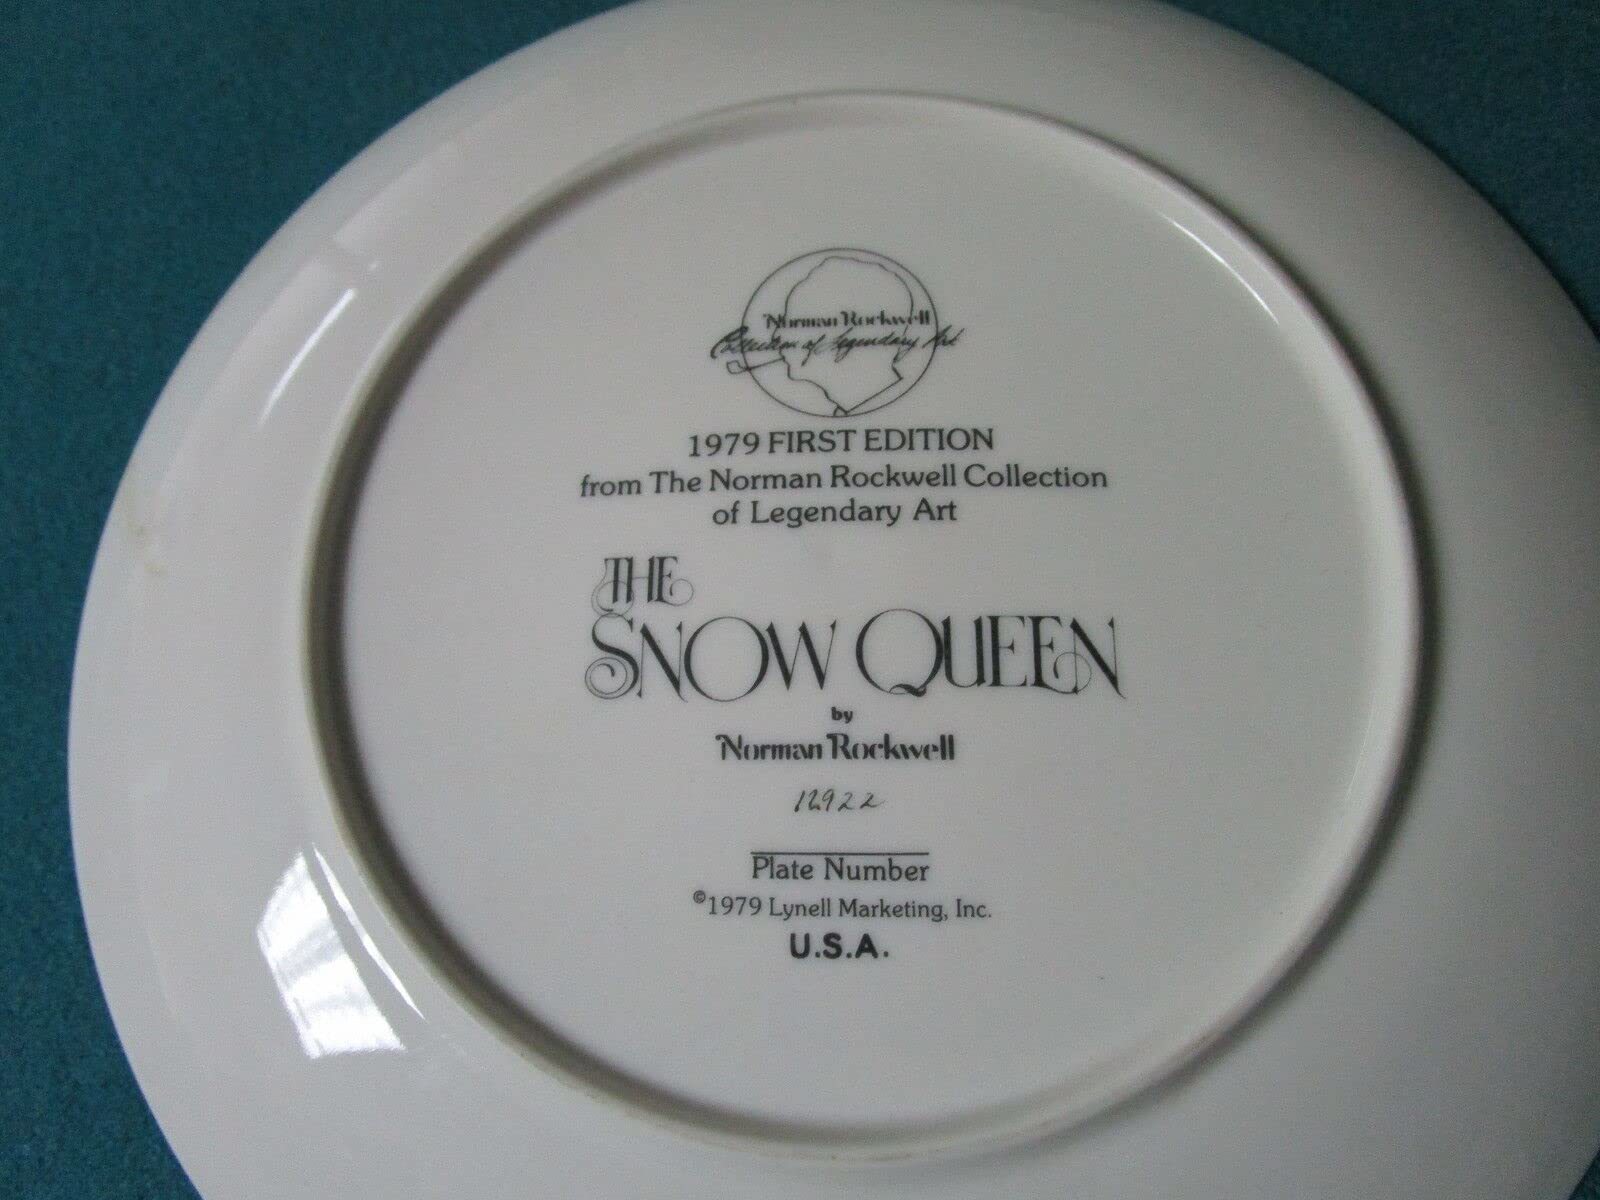 Norman Rockwell
Collection of Legendary Art
1979 FIRST EDITION
from The Norman Rockwell Collection
of Legendary Art
THE
SNOW QUEEN
by
Norman Rockwell
12922
Plate Number
©1979 Lynell Marketing, Inc.
U.S.A.